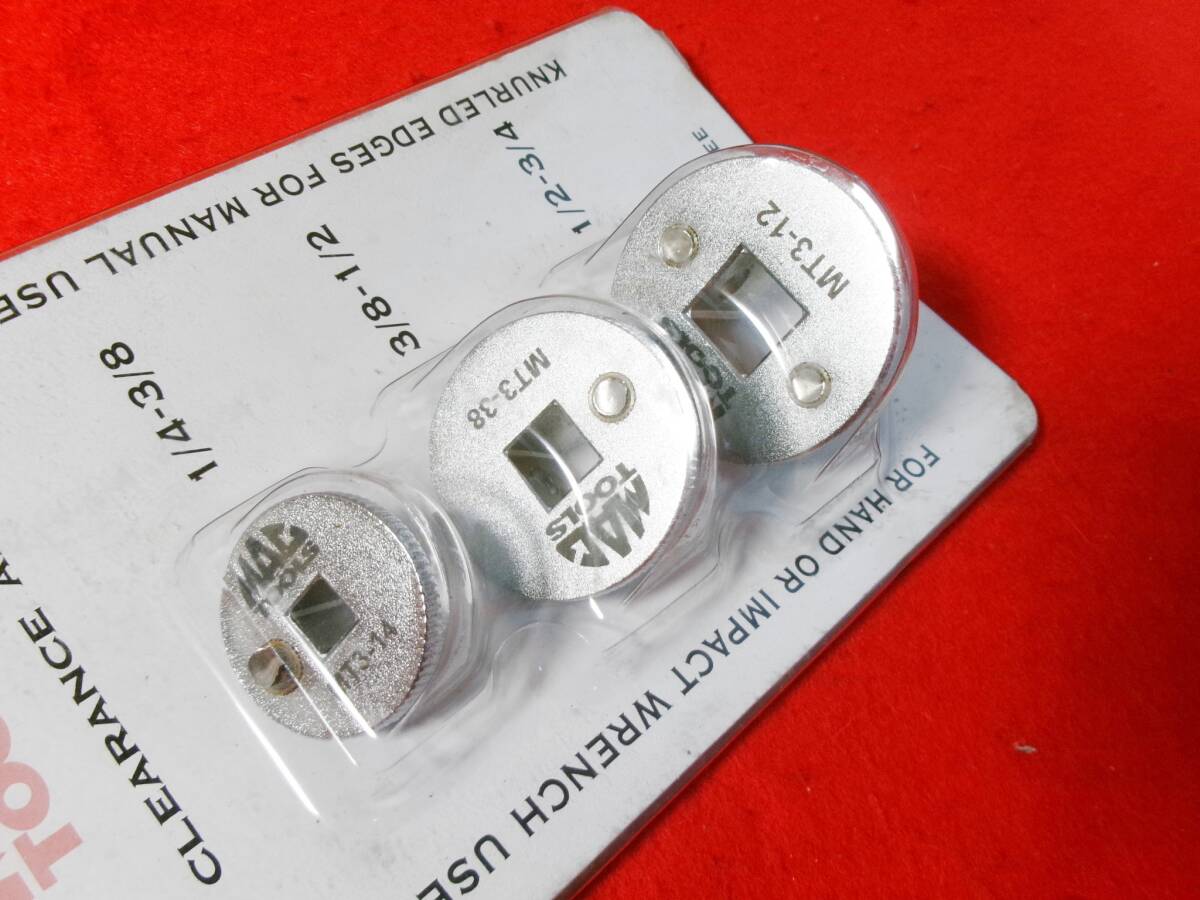 FOR HAND OR IMPACT WRENCH USE
1/2-3/4
3/8-1/2
1/4-3/8
KNURLED EDGES FOR MANUAL USE
CLEARANCE
MT3-12
TOOLS
MT3-38
MAC
TOOLS
MAC
TOOLS
MT3-14